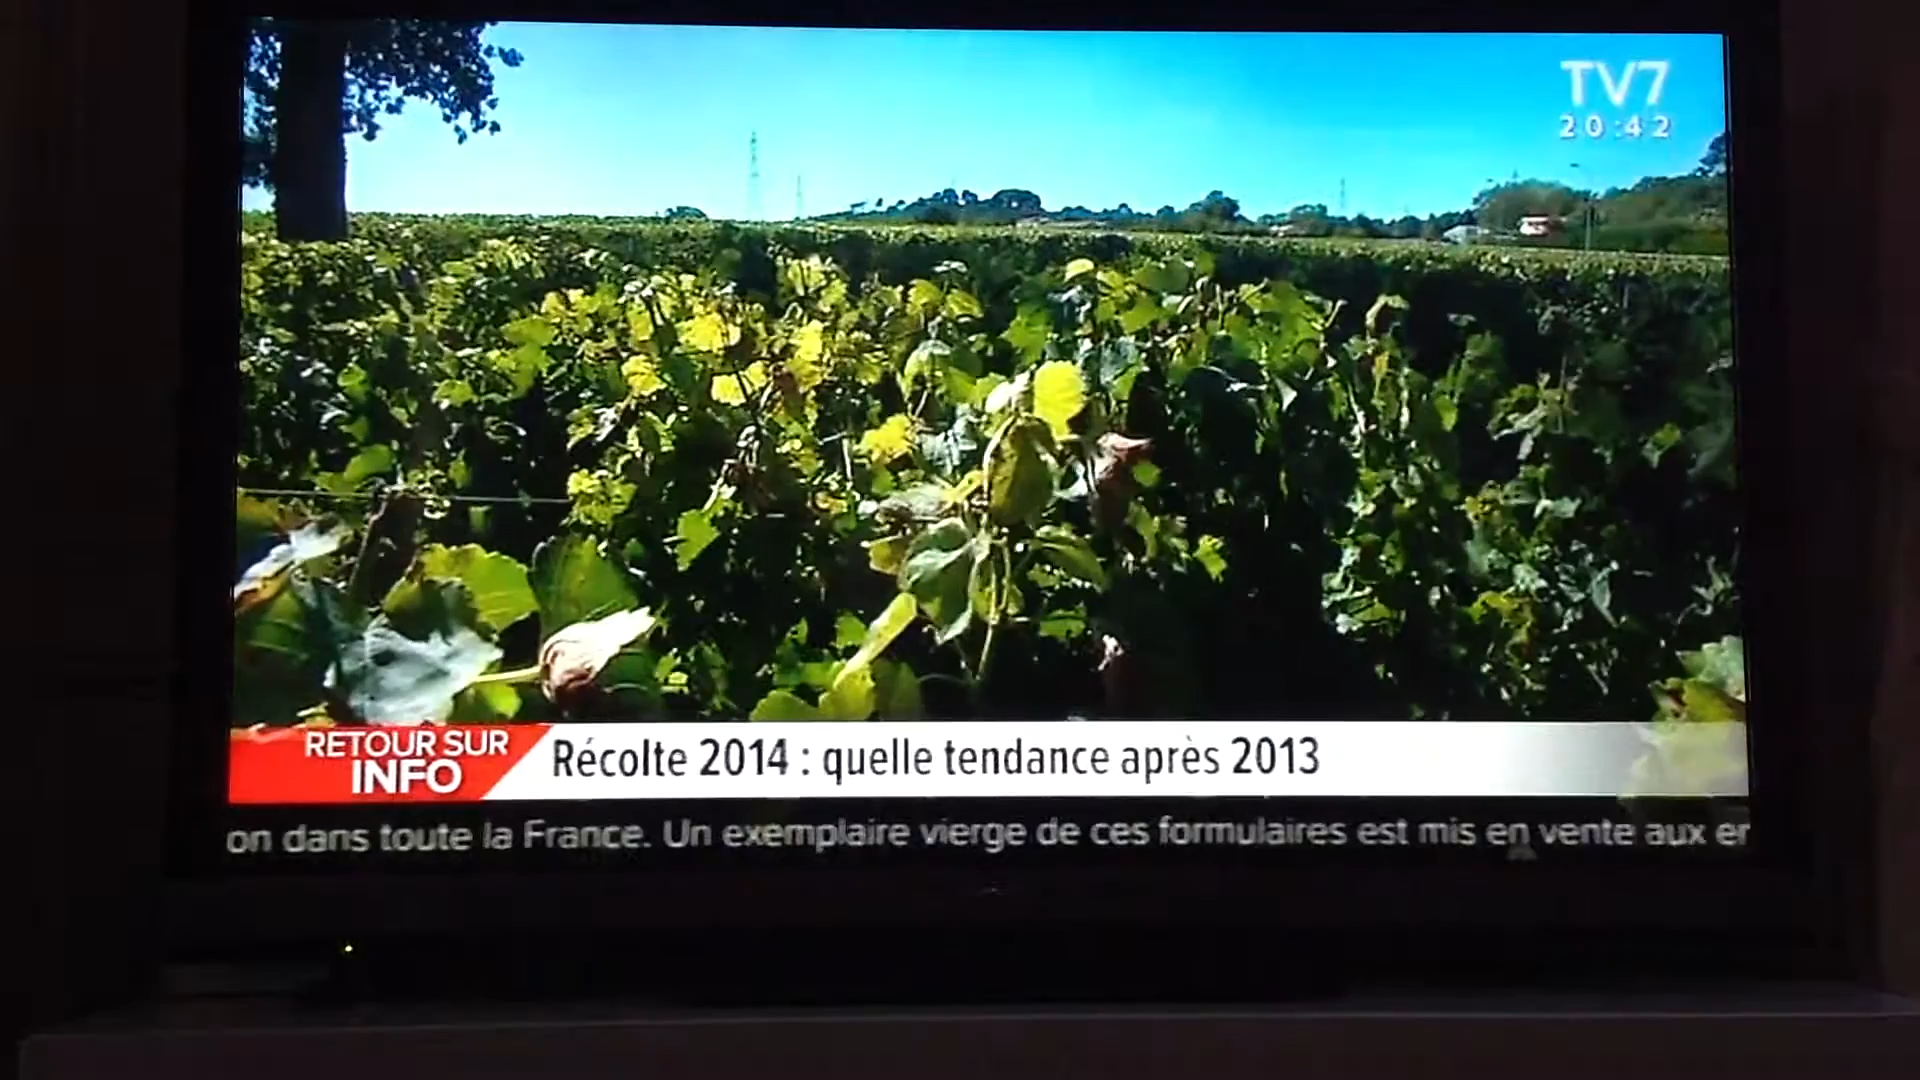 TV7
20:42
RETOUR SUR
INFO
Récolte 2014 : quelle tendance après 2013
on dans toute la France. Un exemplaire vierge de ces formulaires est mis en vente aux er